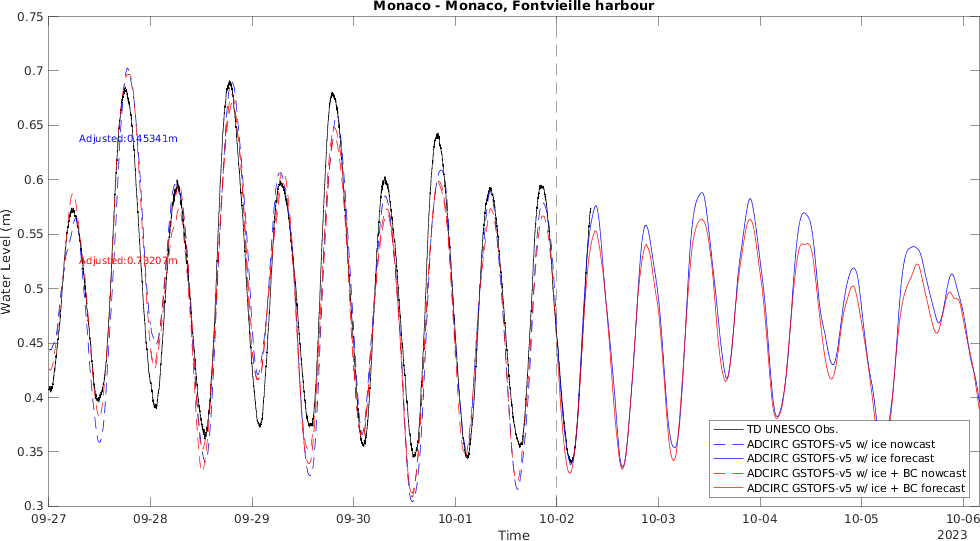 Monaco - Monaco, Fontvieille harbour
0.75
0.7
0.65
0.6
0.55
0.5
0.45
0.4
0.35
0.3
Water Level (m)
Adjusted:0.45341m
Adjusted:0.73207m
TD UNESCO Obs.
ADCIRC GSTOFS-v5 w/ ice nowcast
ADCIRC GSTOFS-v5 w/ ice forecast
ADCIRC GSTOFS-v5 w/ ice + BC nowcast
ADCIRC GSTOFS-v5 w/ ice + BC forecast
09-27 09-28 09-29 09-30 10-01 10-02 10-03 10-04 10-05 10-06
2023
Time